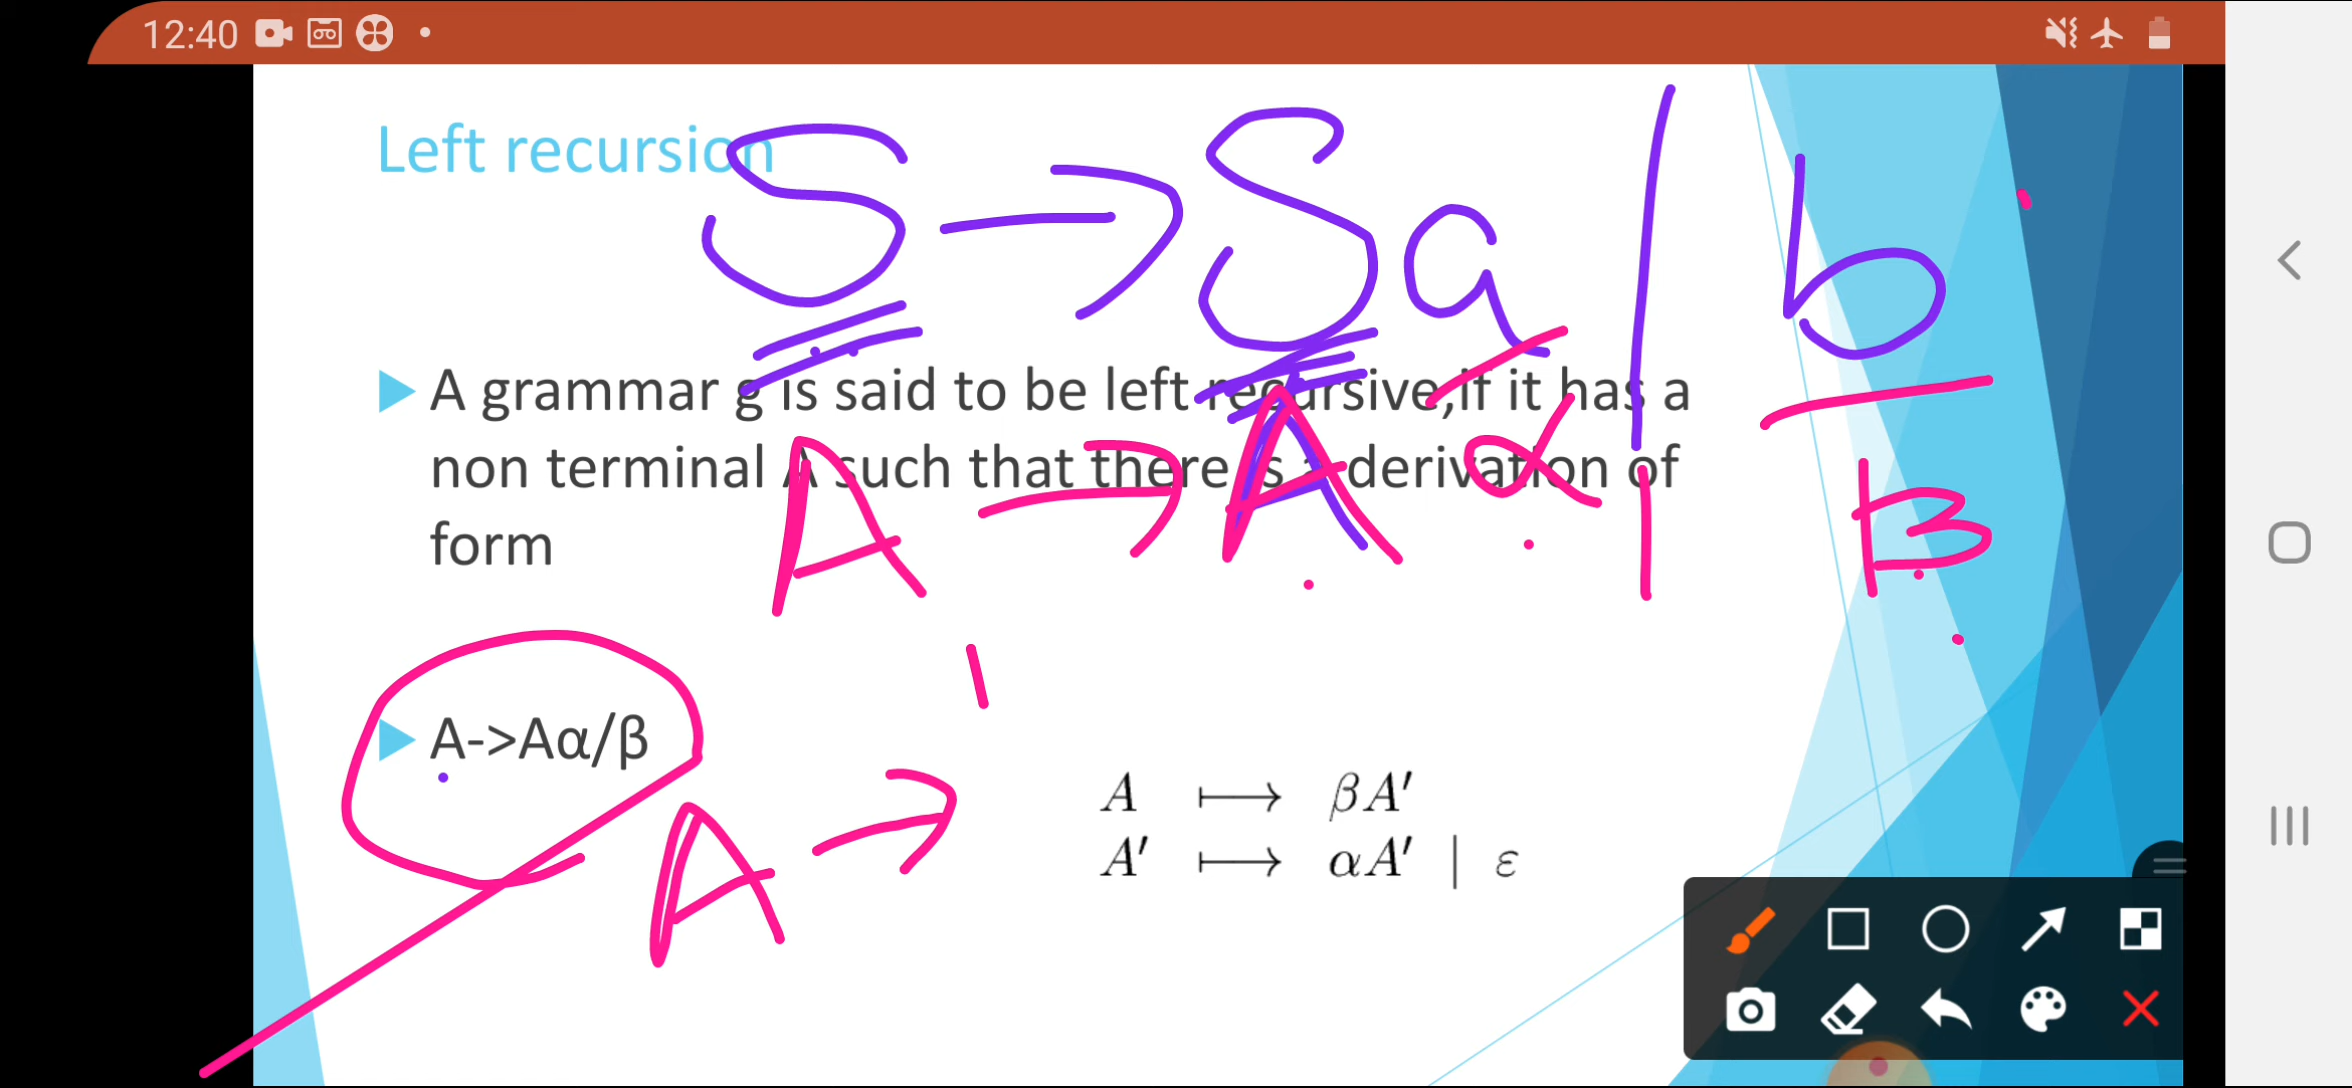 12:40
Left recursion
S → Sa | b
A grammar g is said to be left recursive,if it has a
non terminal A such that there is a derivation of
form
A → A α | B
A->Aα/β
A →
A ⟼ βA′
A′ ⟼ αA′ | ε